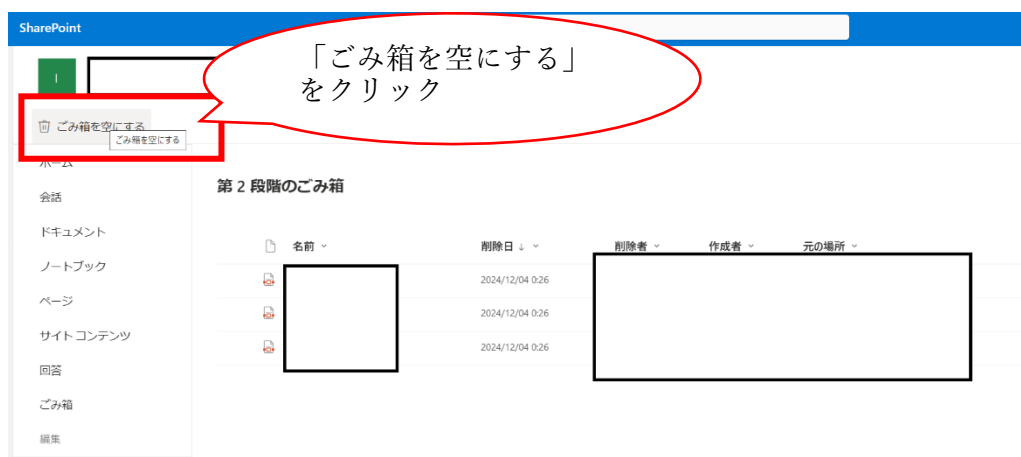 SharePoint
「ごみ箱を空にする」
をクリック
I
ごみ箱を空にする
ごみ箱を空にする
ホーム
会話
ドキュメント
ノートブック
ページ
サイト コンテンツ
回答
ごみ箱
編集
第 2 段階のごみ箱
名前 削除日 ↓ 削除者 作成者 元の場所
2024/12/04 0:26
2024/12/04 0:26
2024/12/04 0:26